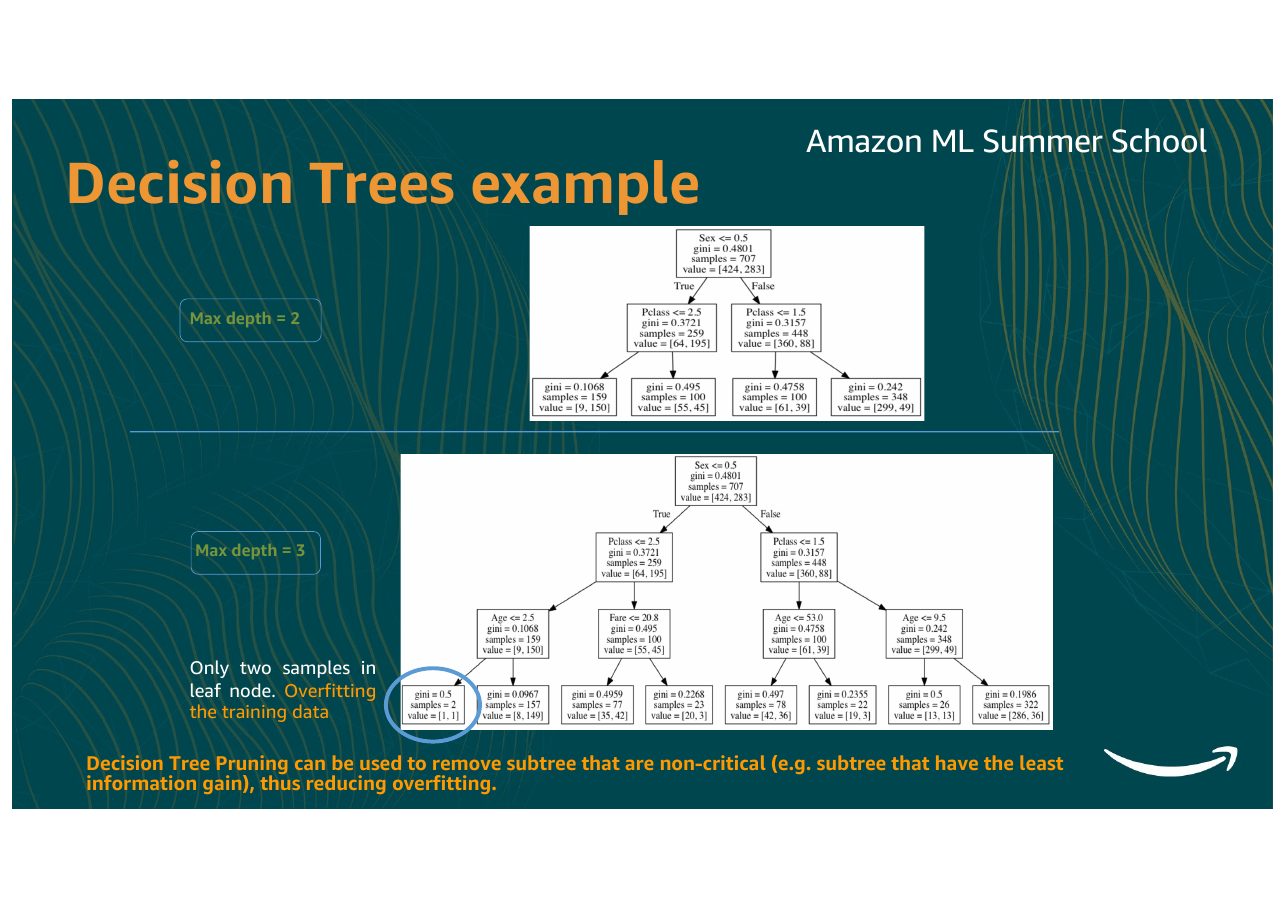 Amazon ML Summer School
Decision Trees example
Max depth = 2
Sex <= 0.5
gini = 0.4801
samples = 707
value = [424, 283]
True
False
Pclass <= 2.5
gini = 0.3721
samples = 259
value = [64, 195]
Pclass <= 1.5
gini = 0.3157
samples = 448
value = [360, 88]
gini = 0.1068
samples = 159
value = [9, 150]
gini = 0.495
samples = 100
value = [55, 45]
gini = 0.4758
samples = 100
value = [61, 39]
gini = 0.242
samples = 348
value = [299, 49]
Max depth = 3
Sex <= 0.5
gini = 0.4801
samples = 707
value = [424, 283]
True
False
Pclass <= 2.5
gini = 0.3721
samples = 259
value = [64, 195]
Pclass <= 1.5
gini = 0.3157
samples = 448
value = [360, 88]
Age <= 2.5
gini = 0.1068
samples = 159
value = [9, 150]
Fare <= 20.8
gini = 0.495
samples = 100
value = [55, 45]
Age <= 53.0
gini = 0.4758
samples = 100
value = [61, 39]
Age <= 9.5
gini = 0.242
samples = 348
value = [299, 49]
gini = 0.5
samples = 2
value = [1, 1]
gini = 0.0967
samples = 157
value = [8, 149]
gini = 0.4959
samples = 77
value = [35, 42]
gini = 0.2268
samples = 23
value = [20, 3]
gini = 0.497
samples = 78
value = [42, 36]
gini = 0.2355
samples = 22
value = [19, 3]
gini = 0.5
samples = 26
value = [13, 13]
gini = 0.1986
samples = 322
value = [286, 36]
Only two samples in
leaf node. Overfitting
the training data
Decision Tree Pruning can be used to remove subtree that are non-critical (e.g. subtree that have the least
information gain), thus reducing overfitting.